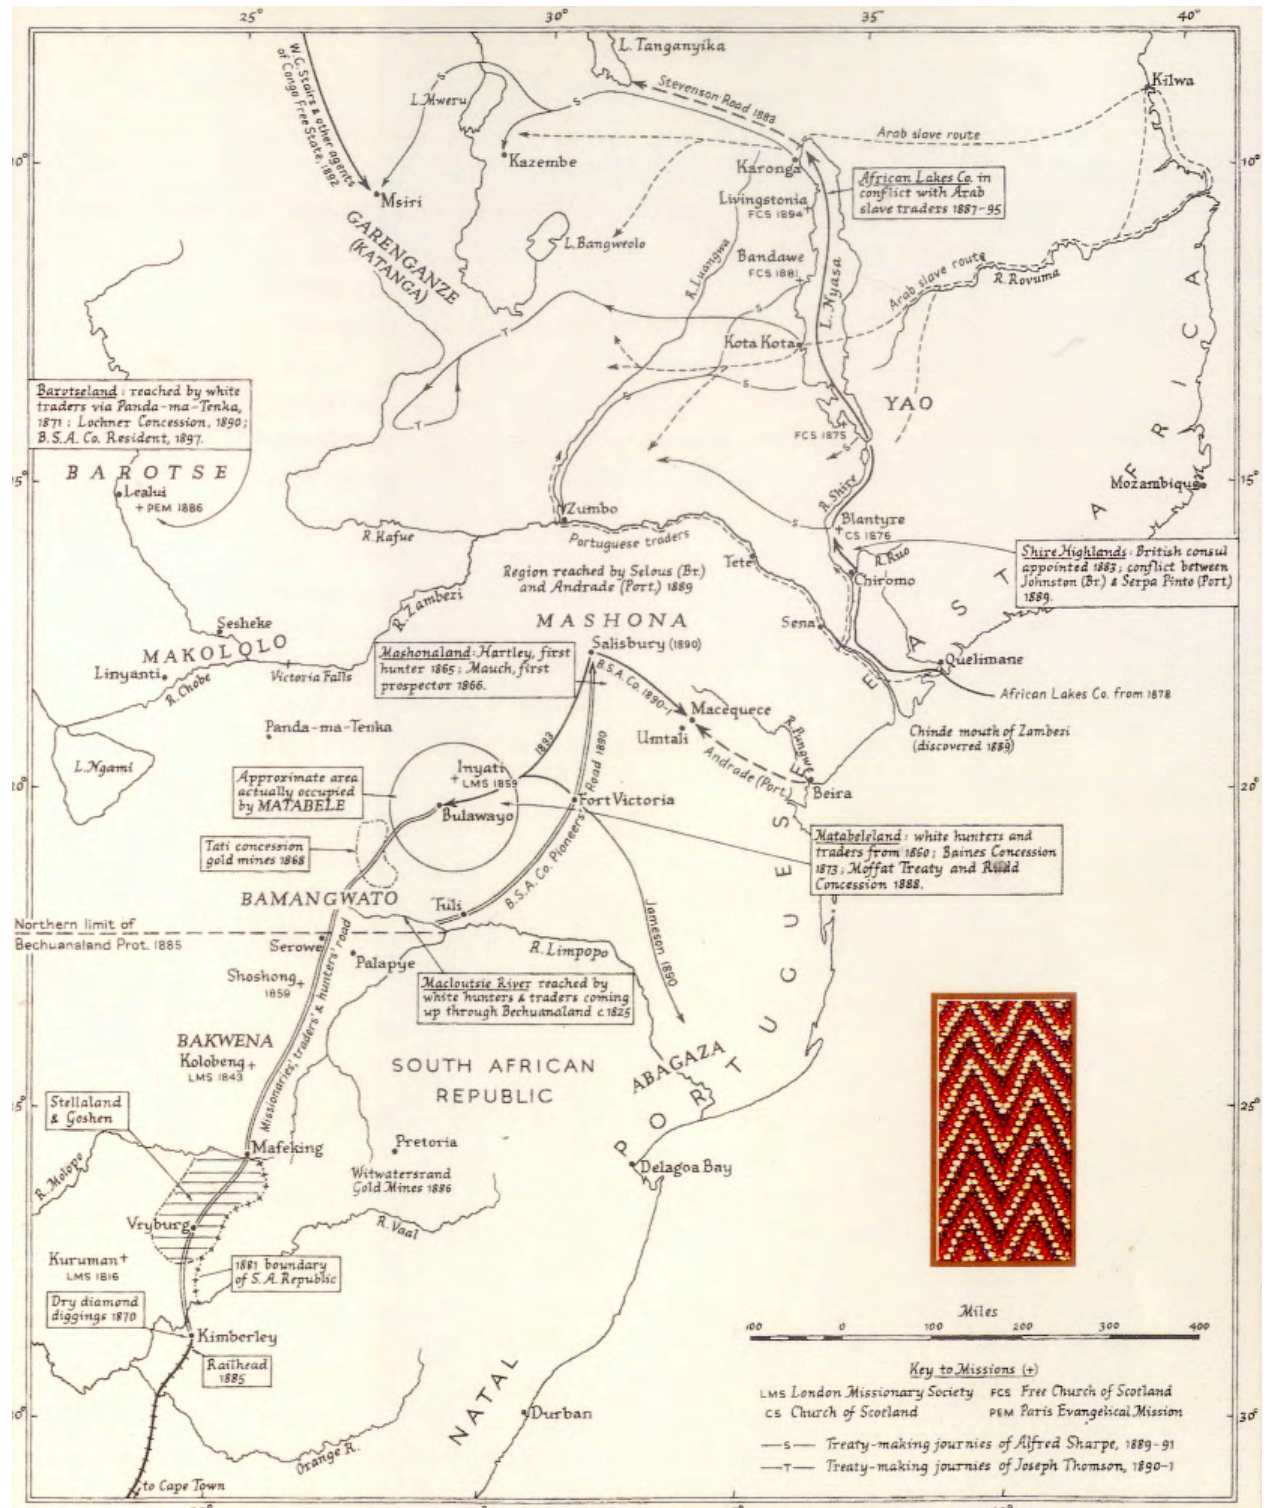 25°
30°
35°
40°
L. Tanganyika
W.G. Stairs & other agents
of Congo Free State, 1892
L. Mweru
S
S
Stevenson Road 1883
Kilwa
Arab slave route
10°
Kazembe
Karonga
10°
Msiri
African Lakes Co. in
conflict with Arab
slave traders 1887-95
Livingstonia
FCS 1894
GARENGANZE
(KATANGA)
L. Bangweolo
Bandawe
FCS 1881
R. Luangwa
L. Nyasa
Arab slave route
R. Rovuma
S
T
Kota Kota
Barotseland: reached by white
traders via Panda-ma-Tenka,
1871; Lochner Concession, 1890;
B.S.A. Co. Resident, 1897.
S
S
T
YAO
FCS 1875
S
15°
BAROTSE
Lealui
+ PEM 1886
R. Shire
Mozambique
15°
Zumbo
S
Blantyre
CS 1876
R. Kafue
Portuguese traders
Tete
R. Ruo
Shire Highlands: British consul
appointed 1883; conflict between
Johnston (Br.) & Serpa Pinto (Port.)
1889.
Region reached by Selous (Br.)
and Andrade (Port.) 1889
Chiromo
R. Zambezi
MASHONA
Sena
Sesheke
MAKOLOLO
Salisbury (1890)
Mashonaland: Hartley, first
hunter 1865; Mauch, first
prospector 1866.
Linyanti
R. Chobe
Victoria Falls
Quelimane
B.S.A. Co. 1890-1
African Lakes Co. from 1878
Macequece
Panda-ma-Tenka
Umtali
R. Pungwe
Chinde mouth of Zambesi
(discovered 1889)
1893
L. Ngami
Andrade (Port.)
Approximate area
actually occupied
by MATABELE
Inyati
LMS 1859
20°
Beira
20°
Bulawayo
Fort Victoria
B.S.A. Co. Pioneers' Road 1890
Tati concession
gold mines 1868
Matabeleland: white hunters and
traders from 1860; Baines Concession
1873; Moffat Treaty and Rudd
Concession 1888.
BAMANGWATO
Tuli
Northern limit of
Bechuanaland Prot. 1885
Jameson 1890
Serowe
Palapye
R. Limpopo
Shoshong
1859
Macloutsie River reached by
white hunters & traders coming
up through Bechuanaland c.1825
Missionaries', traders' & hunters' road
BAKWENA
Kolobeng
LMS 1843
SOUTH AFRICAN
REPUBLIC
ABAGAZA
PORTUGUESE EAST AFRICA
Stellaland
& Goshen
25°
25°
Mafeking
Pretoria
R. Molopo
Witwatersrand
Gold Mines 1886
Delagoa Bay
Vryburg
R. Vaal
Kuruman
LMS 1816
1881 boundary
of S.A. Republic
Dry diamond
diggings 1870
Kimberley
Railhead
1885
Miles
100 0 100 200 300 400
Key to Missions (+)
LMS London Missionary Society FCS Free Church of Scotland
CS Church of Scotland PEM Paris Evangelical Mission
NATAL
Durban
30°
30°
Orange R.
S Treaty-making journies of Alfred Sharpe, 1889-91
T Treaty-making journies of Joseph Thomson, 1890-1
to Cape Town